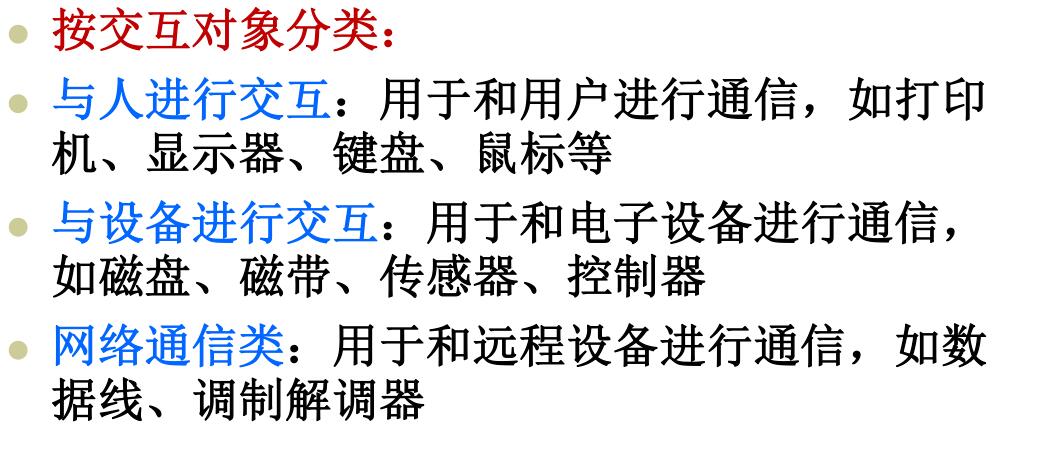 按交互对象分类：
与人进行交互：用于和用户进行通信，如打印
机、显示器、键盘、鼠标等
与设备进行交互：用于和电子设备进行通信，
如磁盘、磁带、传感器、控制器
网络通信类：用于和远程设备进行通信，如数
据线、调制解调器